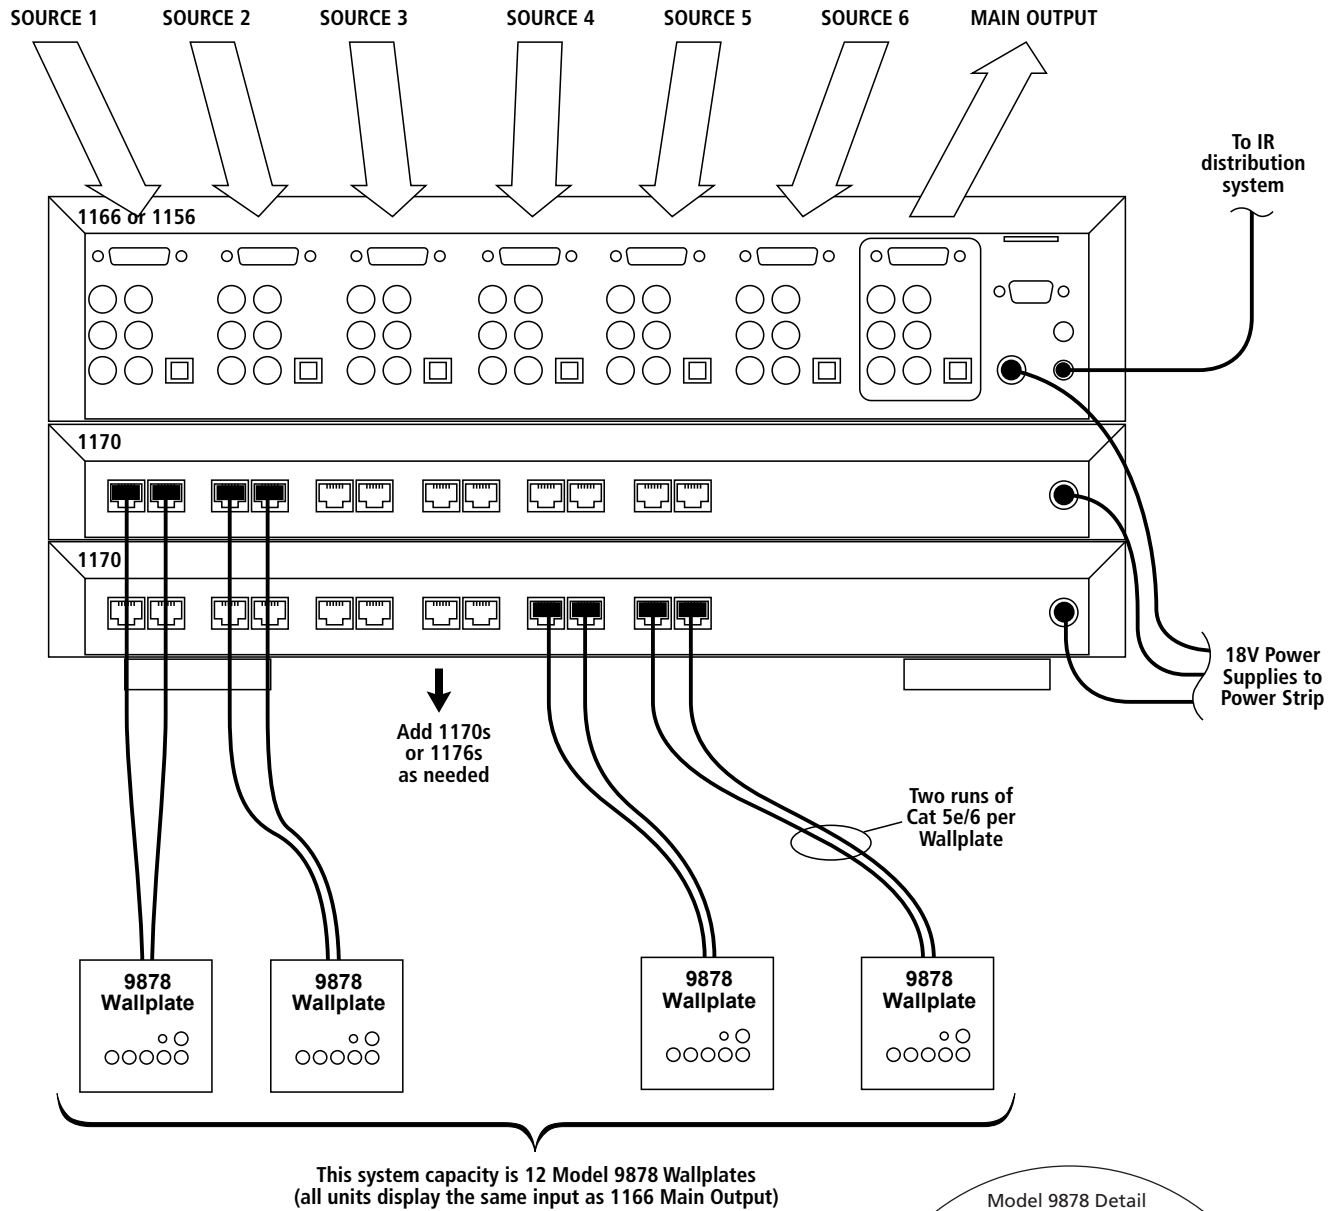 SOURCE 1
SOURCE 2
SOURCE 3
SOURCE 4
SOURCE 5
SOURCE 6
MAIN OUTPUT
To IR
distribution
system
1166 or 1156
1170
1170
18V Power
Supplies to
Power Strip
Add 1170s
or 1176s
as needed
Two runs of
Cat 5e/6 per
Wallplate
9878
Wallplate
9878
Wallplate
9878
Wallplate
9878
Wallplate
This system capacity is 12 Model 9878 Wallplates
(all units display the same input as 1166 Main Output)
Model 9878 Detail